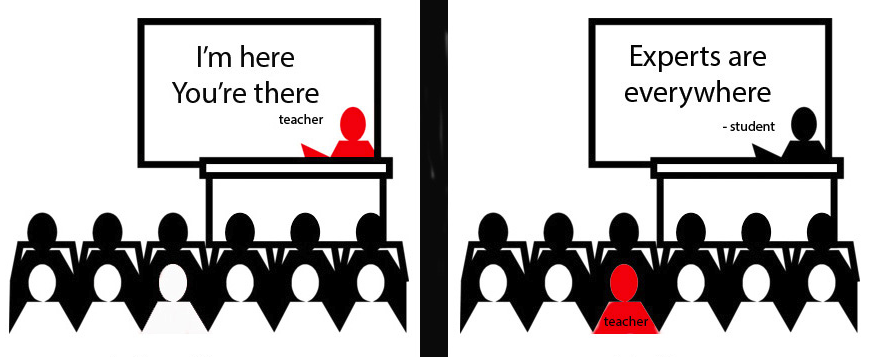 I'm here
You're there
teacher
Experts are
everywhere
- student
teacher